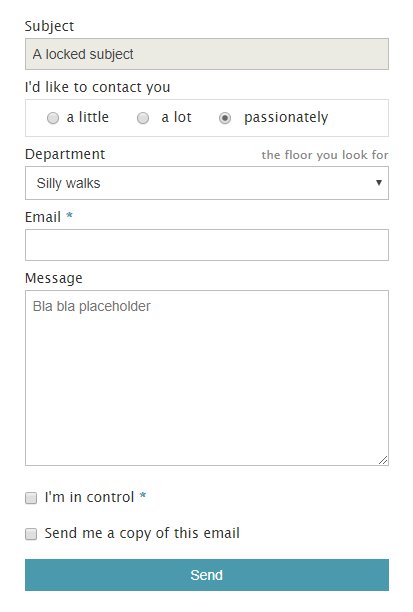 Subject
A locked subject
I'd like to contact you
a little a lot passionately
Department the floor you look for
Silly walks
Email *
Message
Bla bla placeholder
I'm in control *
Send me a copy of this email
Send